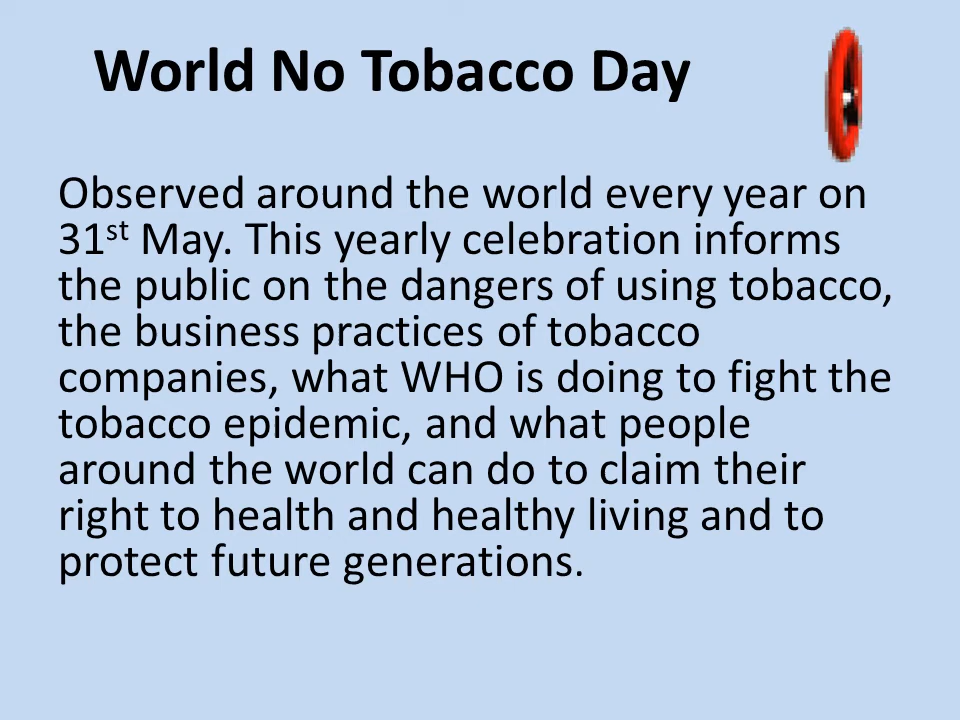 World No Tobacco Day
Observed around the world every year on
31st May. This yearly celebration informs
the public on the dangers of using tobacco,
the business practices of tobacco
companies, what WHO is doing to fight the
tobacco epidemic, and what people
around the world can do to claim their
right to health and healthy living and to
protect future generations.